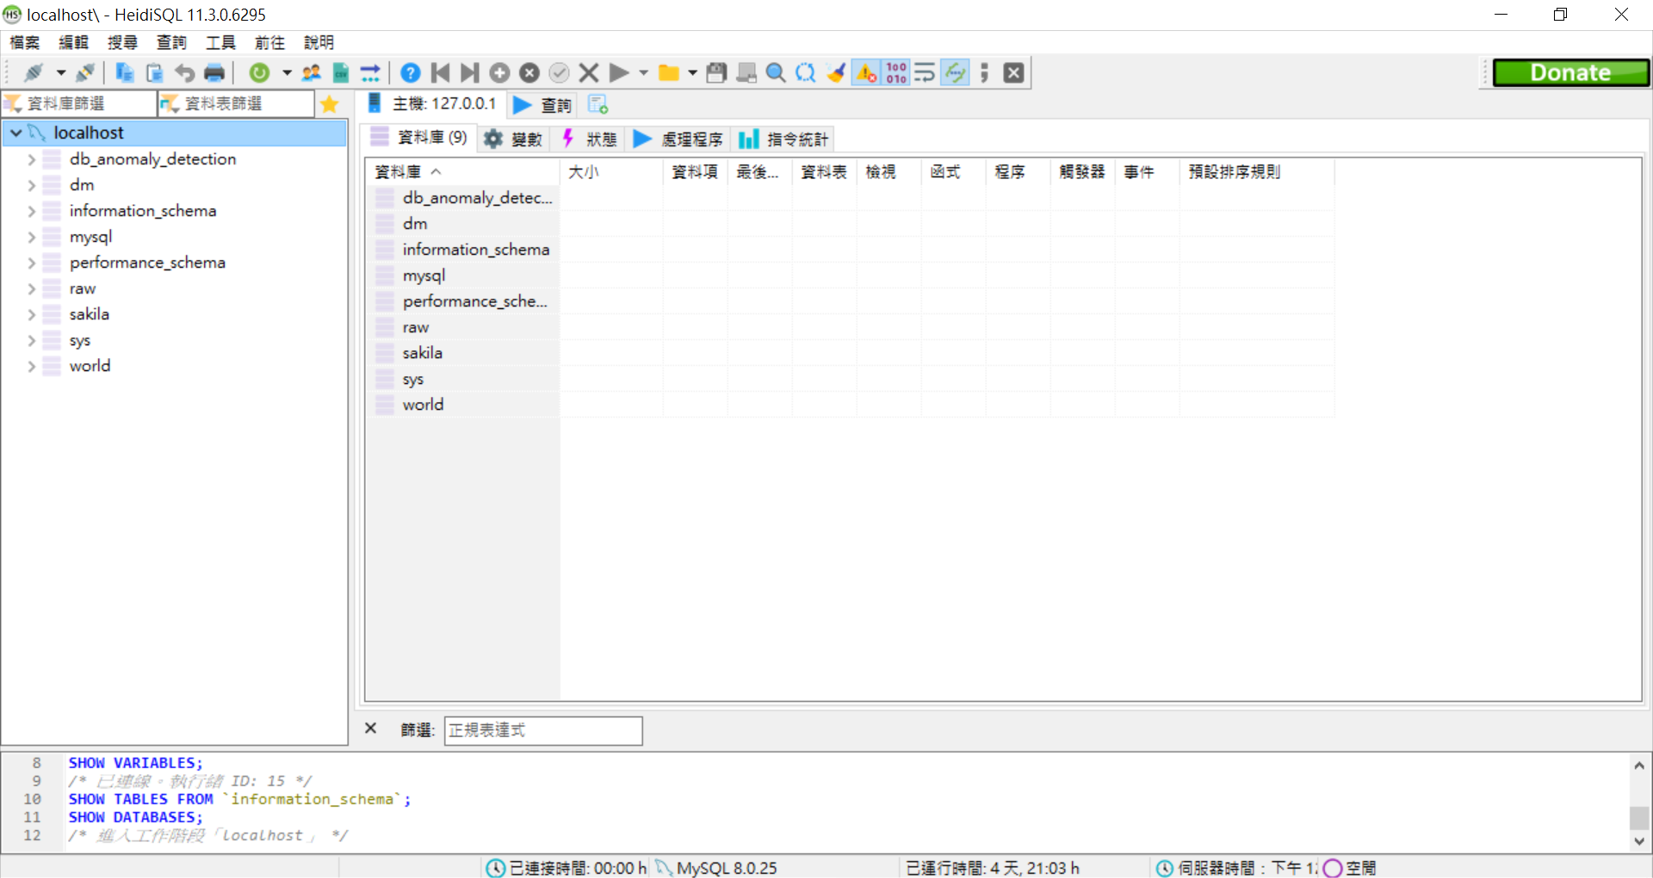 localhost\ - HeidiSQL 11.3.0.6295
檔案 編輯 搜尋 查詢 工具 前往 說明
Donate
資料庫篩選 資料表篩選
主機: 127.0.0.1 查詢
localhost
db_anomaly_detection
dm
information_schema
mysql
performance_schema
raw
sakila
sys
world
資料庫 (9) 變數 狀態 處理程序 指令統計
資料庫 大小 資料項 最後... 資料表 檢視 函式 程序 觸發器 事件 預設排序規則
db_anomaly_detec...
dm
information_schema
mysql
performance_sche...
raw
sakila
sys
world
篩選: 正規表達式
8 SHOW VARIABLES;
9 /* 已連線。執行緒 ID: 15 */
10 SHOW TABLES FROM `information_schema`;
11 SHOW DATABASES;
12 /* 進入工作階段「localhost」 */
已連接時間: 00:00 h MySQL 8.0.25 已運行時間: 4 天, 21:03 h 伺服器時間：下午 空閒